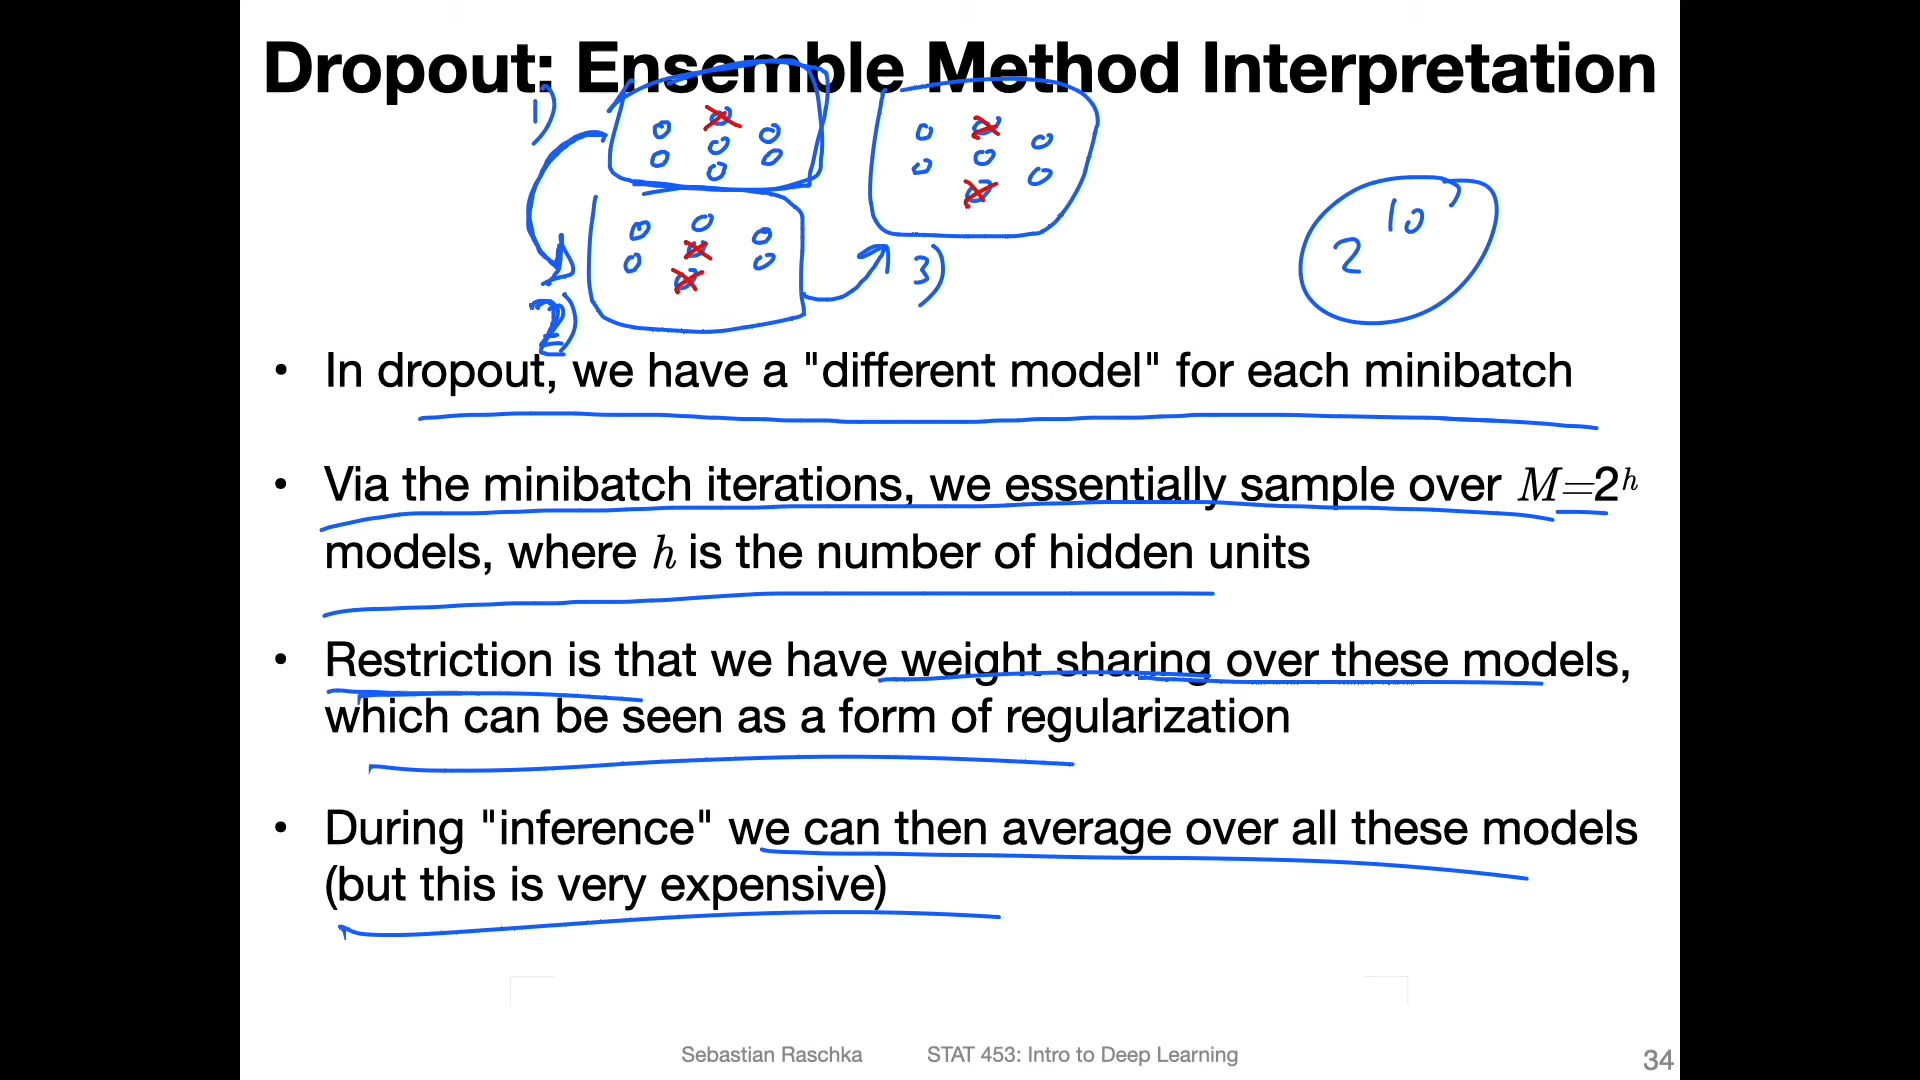 Dropout: Ensemble Method Interpretation
1)
2)
3)
2¹⁰
• In dropout, we have a "different model" for each minibatch
• Via the minibatch iterations, we essentially sample over M=2ʰ
models, where h is the number of hidden units
• Restriction is that we have weight sharing over these models,
which can be seen as a form of regularization
• During "inference" we can then average over all these models
(but this is very expensive)
Sebastian Raschka STAT 453: Intro to Deep Learning 34